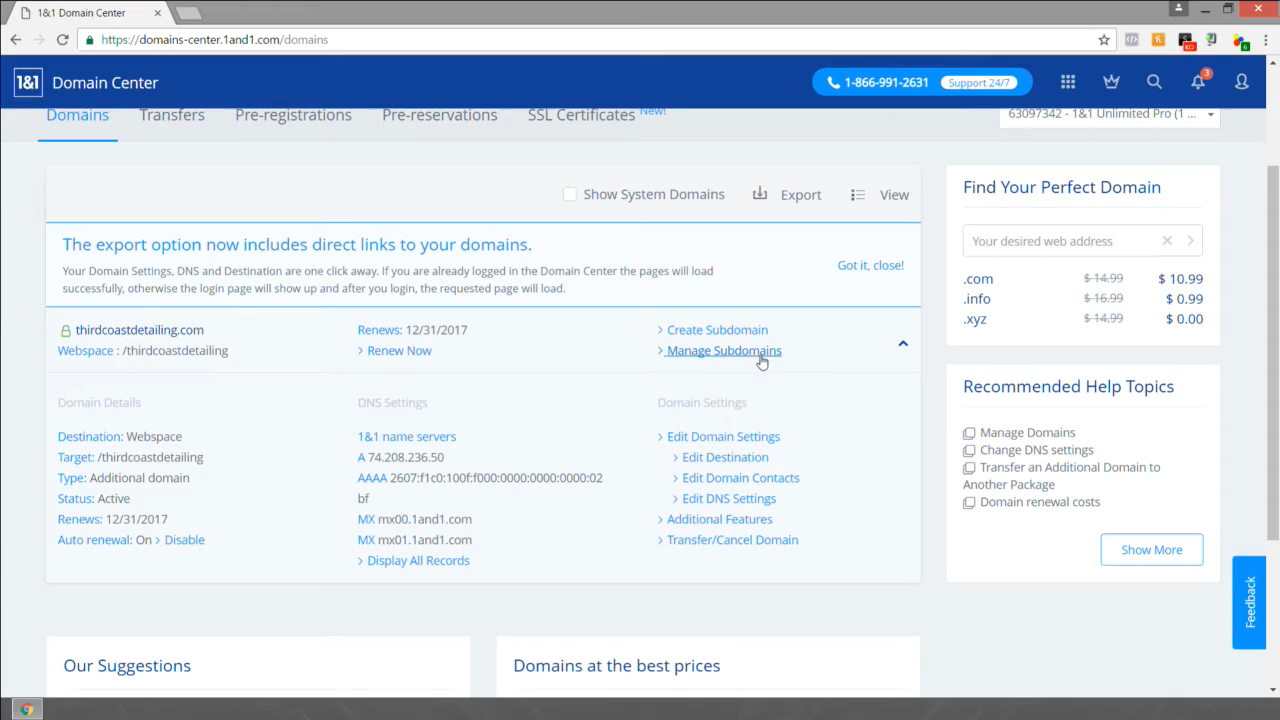 1&1 Domain Center
https://domains-center.1and1.com/domains
1&1 Domain Center
1-866-991-2631 Support 24/7
3
Domains Transfers Pre-registrations Pre-reservations SSL Certificates New!
63097342 - 1&1 Unlimited Pro (1 ...
Show System Domains Export View
The export option now includes direct links to your domains.
Your Domain Settings, DNS and Destination are one click away. If you are already logged in the Domain Center the pages will load
successfully, otherwise the login page will show up and after you login, the requested page will load.
Got it, close!
thirdcoastdetailing.com Renews: 12/31/2017 Create Subdomain
Webspace : /thirdcoastdetailing Renew Now Manage Subdomains
Domain Details DNS Settings Domain Settings
Destination: Webspace 1&1 name servers Edit Domain Settings
Target: /thirdcoastdetailing A 74.208.236.50 Edit Destination
Type: Additional domain AAAA 2607:f1c0:100f:f000:0000:0000:0000:02 Edit Domain Contacts
Status: Active bf Edit DNS Settings
Renews: 12/31/2017 MX mx00.1and1.com Additional Features
Auto renewal: On > Disable MX mx01.1and1.com Transfer/Cancel Domain
Display All Records
Find Your Perfect Domain
Your desired web address
.com $ 14.99 $ 10.99
.info $ 16.99 $ 0.99
.xyz $ 14.99 $ 0.00
Recommended Help Topics
Manage Domains
Change DNS settings
Transfer an Additional Domain to
Another Package
Domain renewal costs
Show More
Feedback
Our Suggestions Domains at the best prices